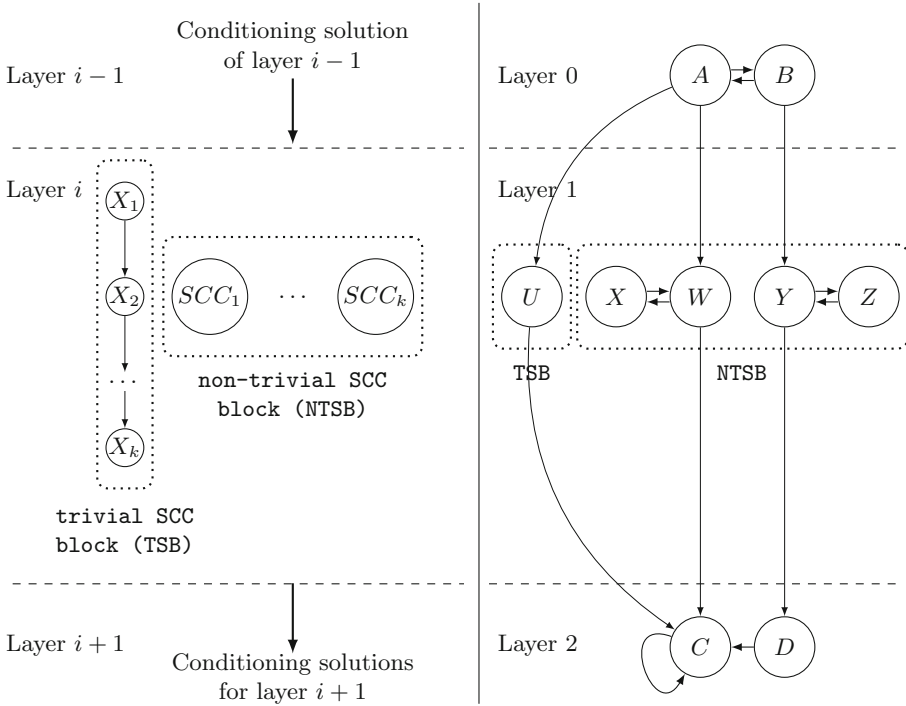 Conditioning solution
of layer i − 1
Layer i − 1
Layer i
X1
X2
· · ·
Xk
SCC1
· · ·
SCCk
non-trivial SCC
block (NTSB)
trivial SCC
block (TSB)
Layer i + 1
Conditioning solutions
for layer i + 1
Layer 0
A
B
Layer 1
U
X
W
Y
Z
TSB
NTSB
Layer 2
C
D